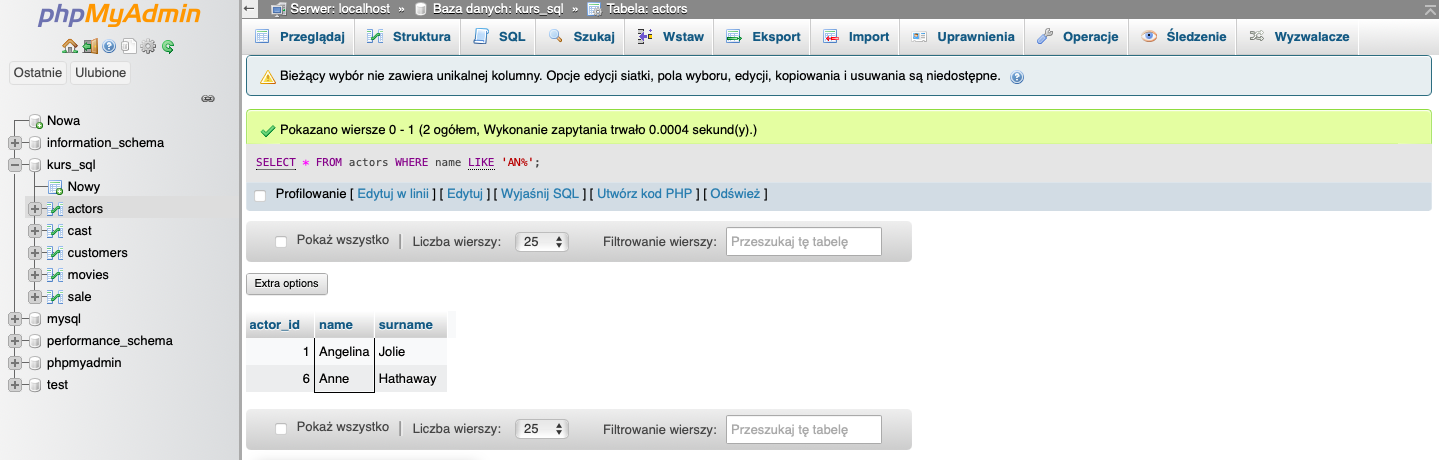 phpMyAdmin
Ostatnie Ulubione
Nowa
information_schema
kurs_sql
Nowy
actors
cast
customers
movies
sale
mysql
performance_schema
phpmyadmin
test
Serwer: localhost » Baza danych: kurs_sql » Tabela: actors
Przeglądaj Struktura SQL Szukaj Wstaw Eksport Import Uprawnienia Operacje Śledzenie Wyzwalacze
Bieżący wybór nie zawiera unikalnej kolumny. Opcje edycji siatki, pola wyboru, edycji, kopiowania i usuwania są niedostępne.
Pokazano wiersze 0 - 1 (2 ogółem, Wykonanie zapytania trwało 0.0004 sekund(y).)
SELECT * FROM actors WHERE name LIKE 'AN%';
Profilowanie [ Edytuj w linii ] [ Edytuj ] [ Wyjaśnij SQL ] [ Utwórz kod PHP ] [ Odśwież ]
Pokaż wszystko | Liczba wierszy: 25 Filtrowanie wierszy: Przeszukaj tę tabelę
Extra options
actor_id name surname
1 Angelina Jolie
6 Anne Hathaway
Pokaż wszystko | Liczba wierszy: 25 Filtrowanie wierszy: Przeszukaj tę tabelę